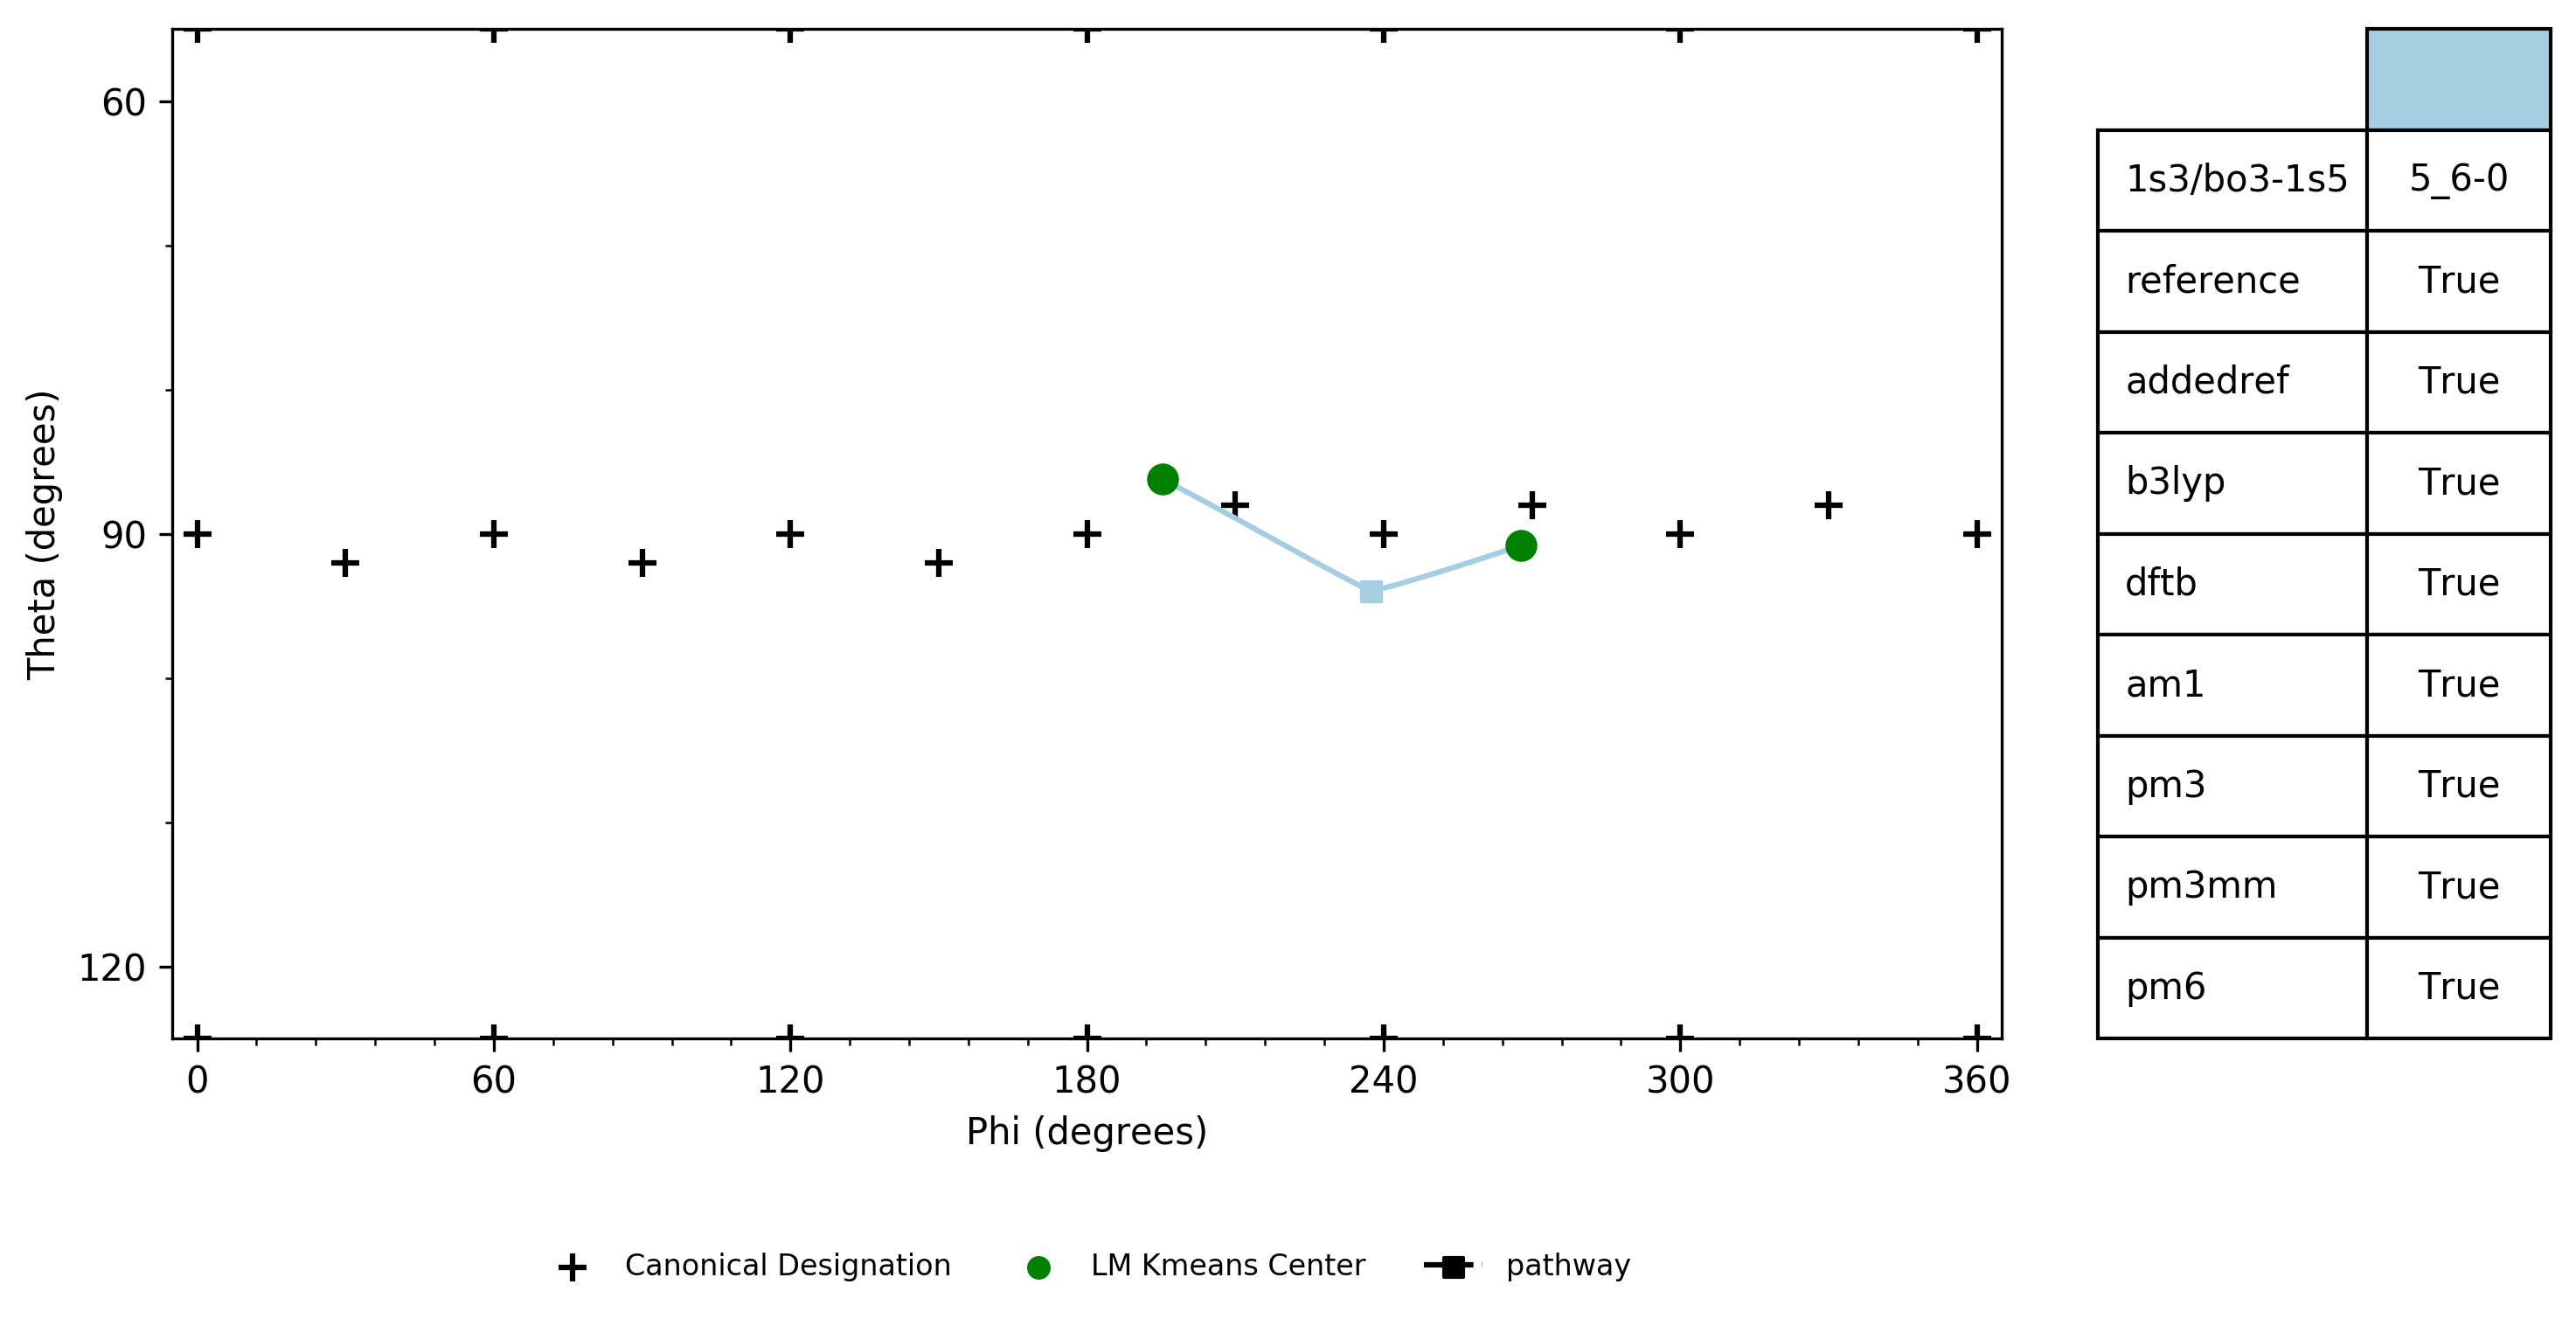 60
90
120
Theta (degrees)
0 60 120 180 240 300 360
Phi (degrees)
Canonical Designation LM Kmeans Center pathway
1s3/bo3-1s5 5_6-0
reference True
addedref True
b3lyp True
dftb True
am1 True
pm3 True
pm3mm True
pm6 True